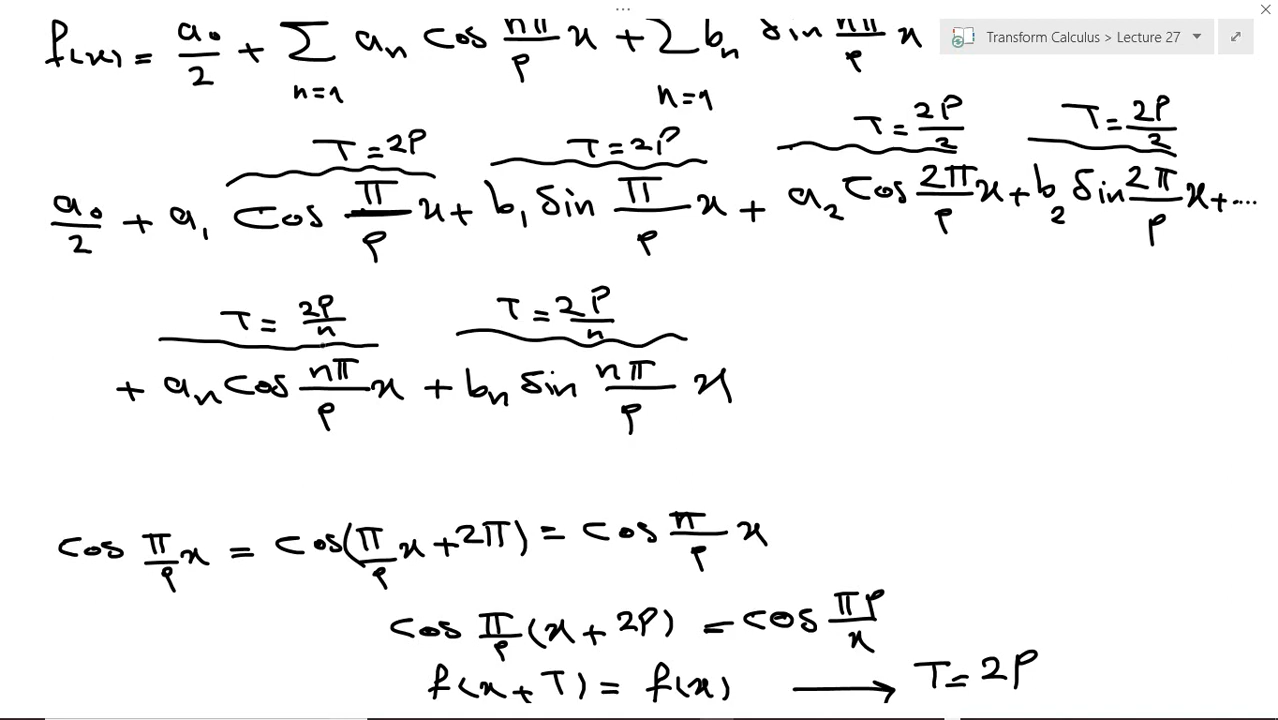 f(x) = a₀/2 + Σ n=1 aₙ cos nπ/p x + Σ n=1 bₙ sin nπ/p x
Transform Calculus > Lecture 27
T = 2P T = 2P T = 2P/2 T = 2P/2
a₀/2 + a₁ cos π/p x + b₁ sin π/p x + a₂ cos 2π/p x + b₂ sin 2π/p x + ....
T = 2P/n T = 2P/n
+ aₙ cos nπ/p x + bₙ sin nπ/p x
cos π/p x = cos(π/p x + 2π) = cos π/p x
cos π/p (x + 2P) = cos πP/x
f(x + T) = f(x) → T = 2P